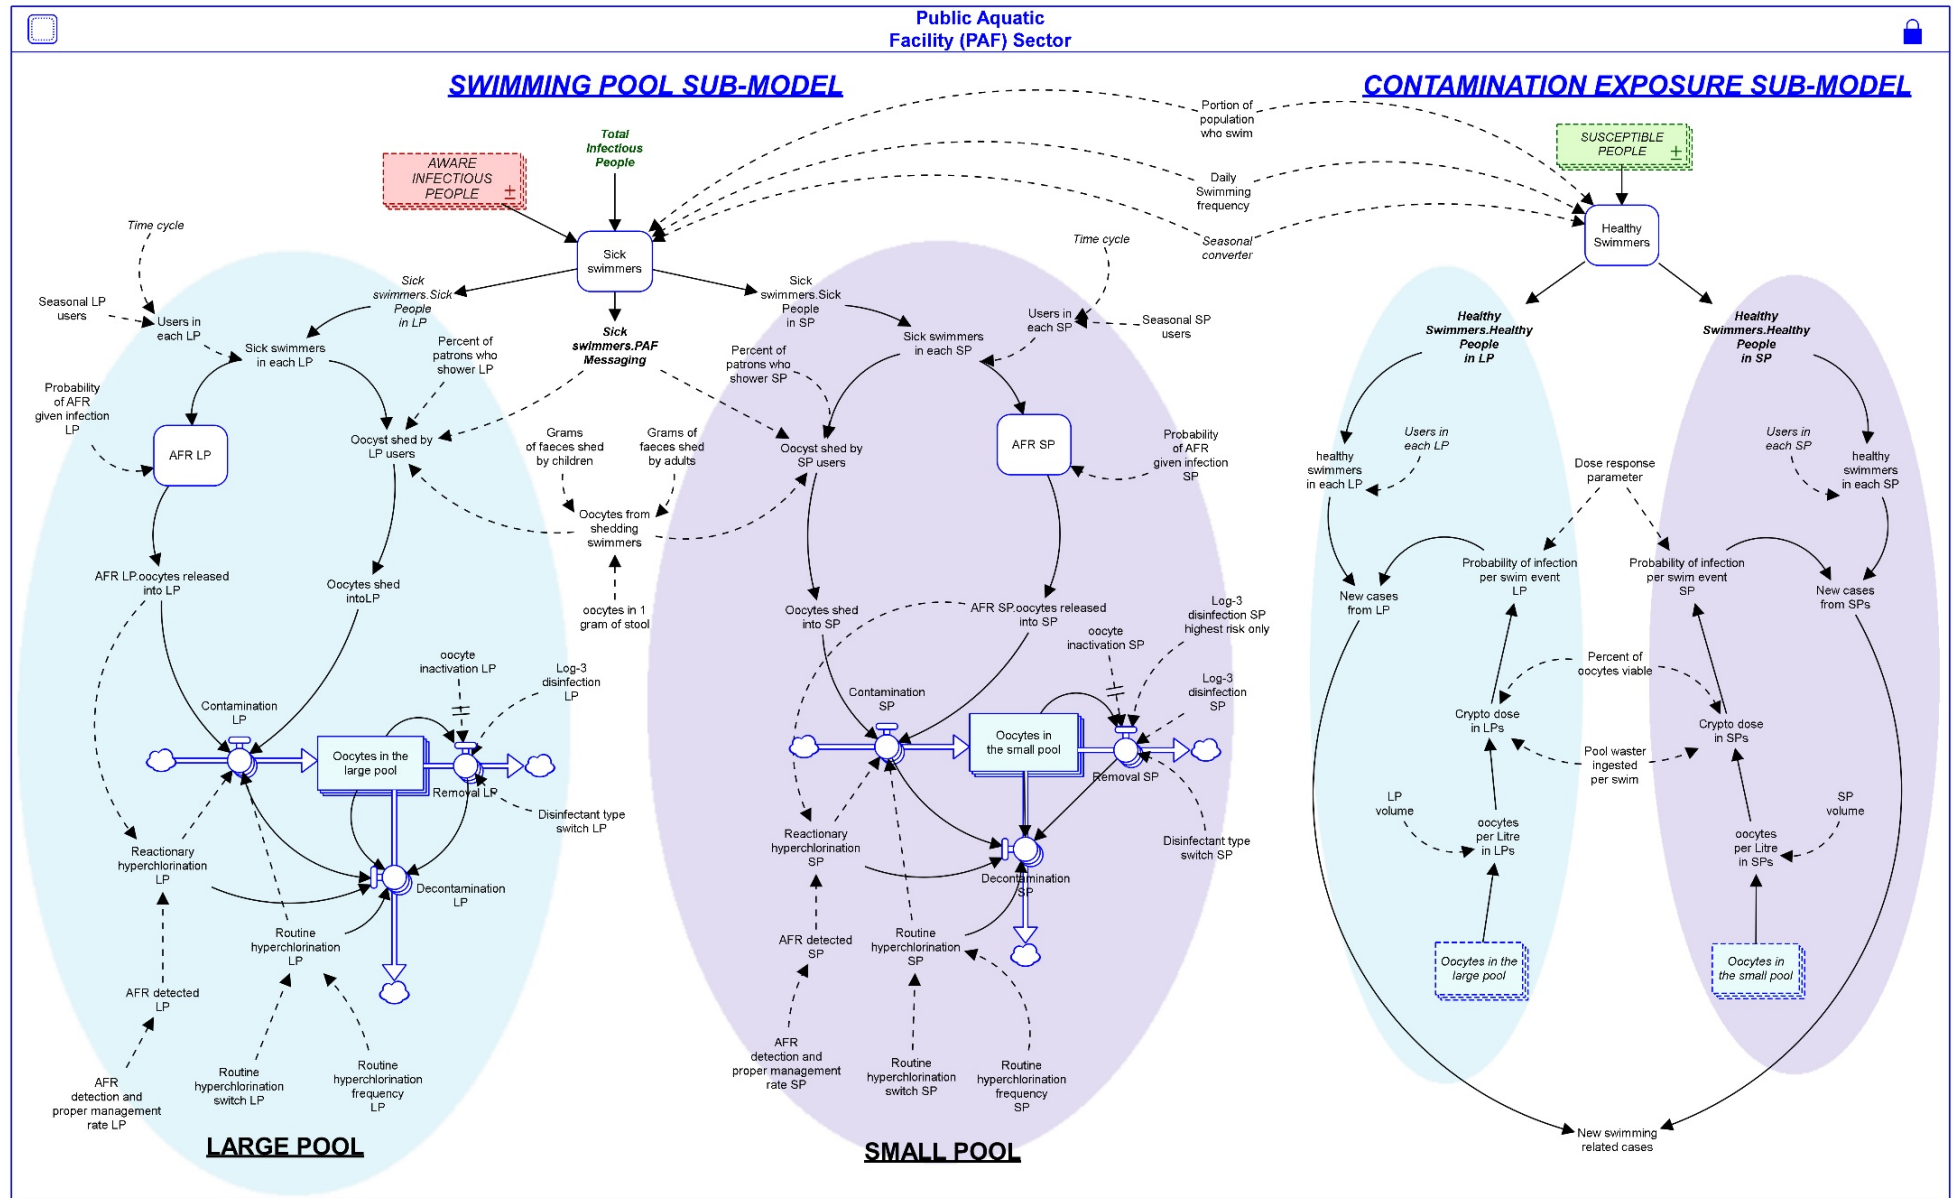 Public Aquatic
Facility (PAF) Sector
SWIMMING POOL SUB-MODEL
CONTAMINATION EXPOSURE SUB-MODEL
Portion of
population
who swim
Daily
Swimming
frequency
Seasonal
converter
AWARE
INFECTIOUS
PEOPLE
±
Total
Infectious
People
SUSCEPTIBLE
PEOPLE
±
Sick
swimmers
Healthy
Swimmers
Time cycle
Seasonal LP
users
Users in
each LP
Sick
swimmers.Sick
People
in LP
Sick swimmers
in each LP
Percent of
patrons who
shower LP
Probability
of AFR
given infection
LP
AFR LP
Oocyst shed by
LP users
AFR LP.oocytes released
into LP
Oocytes shed
intoLP
Contamination
LP
oocyte
inactivation LP
Log-3
disinfection
LP
Oocytes in the
large pool
Removal LP
Disinfectant type
switch LP
Reactionary
hyperchlorination
LP
Decontamination
LP
Routine
hyperchlorination
LP
AFR detected
LP
AFR
detection and
proper management
rate LP
Routine
hyperchlorination
switch LP
Routine
hyperchlorination
frequency
LP
LARGE POOL
Sick
swimmers.PAF
Messaging
Grams
of faeces shed
by children
Grams of
faeces shed
by adults
Oocytes from
shedding
swimmers
oocytes in 1
gram of stool
Sick
swimmers.Sick
People
in SP
Time cycle
Users in
each SP
Seasonal SP
users
Sick swimmers
in each SP
Percent of
patrons who
shower SP
Oocyst shed by
SP users
AFR SP
Probability
of AFR
given infection
SP
Oocytes shed
into SP
AFR SP.oocytes released
into SP
oocyte
inactivation SP
Log-3
disinfection SP
highest risk only
Log-3
disinfection
SP
Contamination
SP
Oocytes in
the small pool
Removal SP
Disinfectant type
switch SP
Reactionary
hyperchlorination
SP
Decontamination
SP
AFR detected
SP
Routine
hyperchlorination
SP
AFR
detection and
proper management
rate SP
Routine
hyperchlorination
switch SP
Routine
hyperchlorination
frequency
SP
SMALL POOL
Healthy
Swimmers.Healthy
People
in LP
Healthy
Swimmers.Healthy
People
in SP
healthy
swimmers
in each LP
Users in
each LP
Users in
each SP
healthy
swimmers
in each SP
Dose response
parameter
Probability of infection
per swim event
LP
Probability of infection
per swim event
SP
New cases
from LP
New cases
from SPs
Percent of
oocytes viable
Crypto dose
in LPs
Crypto dose
in SPs
Pool waster
ingested
per swim
LP
volume
oocytes
per Litre
in LPs
oocytes
per Litre
in SPs
SP
volume
Oocytes in the
large pool
Oocytes in
the small pool
New swimming
related cases